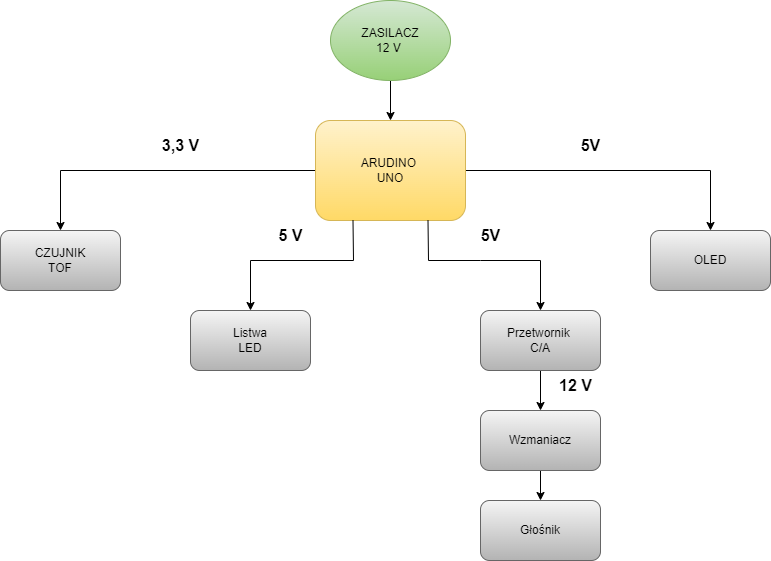 ZASILACZ
12 V
3,3 V
5V
ARUDINO
UNO
5 V
5V
CZUJNIK
TOF
OLED
Listwa
LED
Przetwornik
C/A
12 V
Wzmaniacz
Głośnik